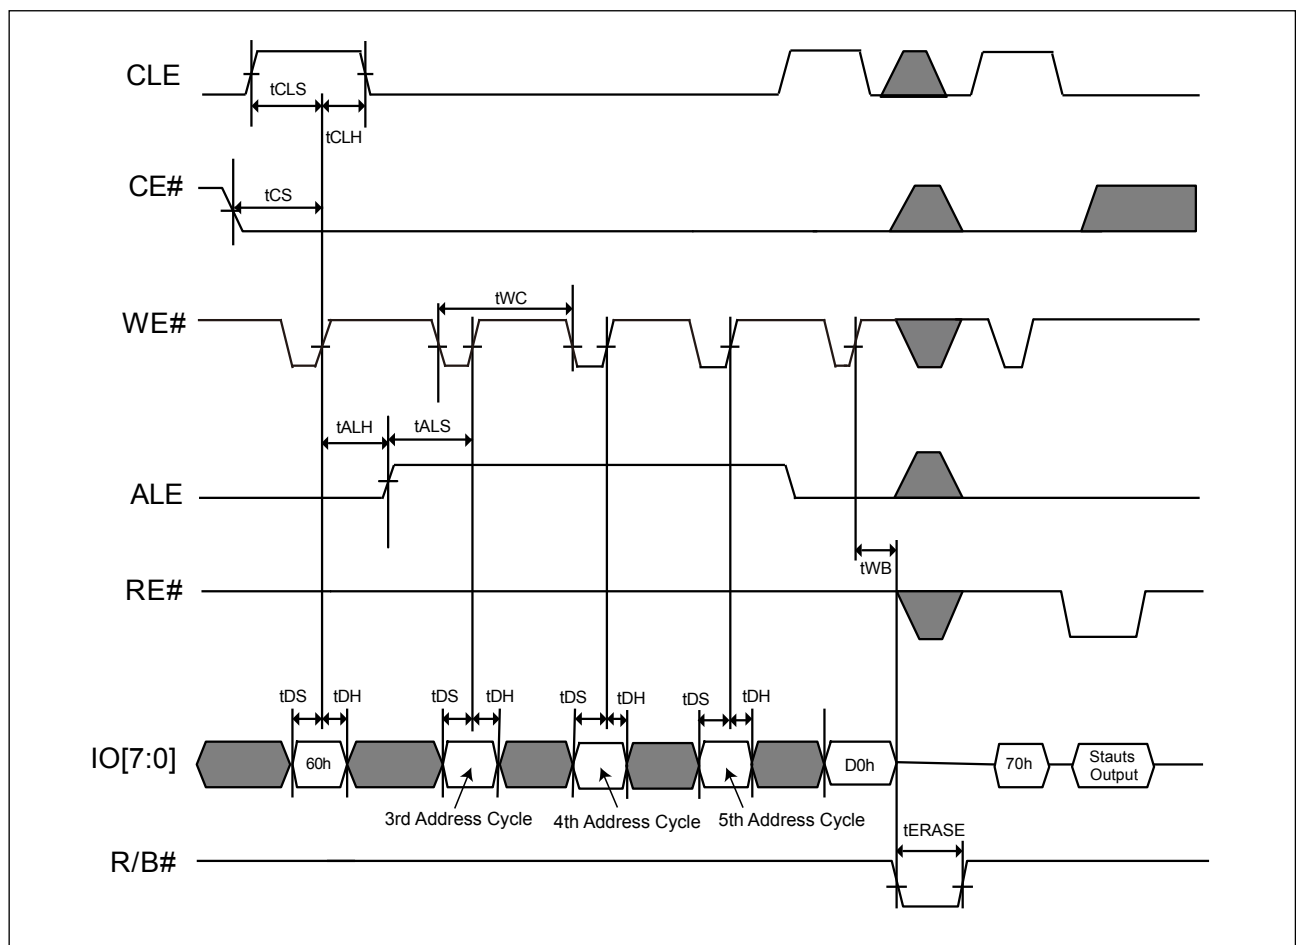 CLE
tCLS
tCLH
CE#
tCS
WE#
tWC
tALH
tALS
ALE
tWB
RE#
tDS
tDH
tDS
tDH
tDS
tDH
tDS
tDH
IO[7:0]
60h
D0h
70h
Stauts
Output
3rd Address Cycle
4th Address Cycle
5th Address Cycle
tERASE
R/B#